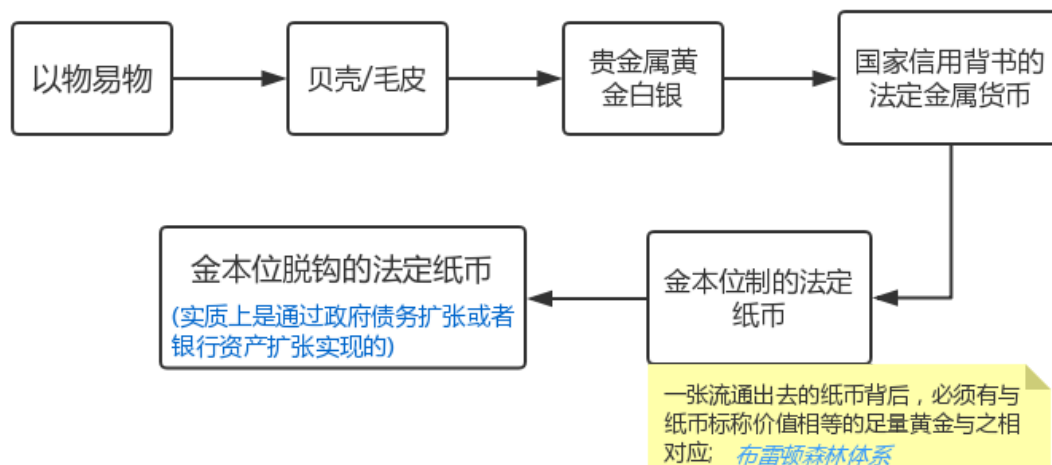 以物易物
贝壳/毛皮
贵金属黄
金白银
国家信用背书的
法定金属货币
金本位脱钩的法定纸币
(实质上是通过政府债务扩张或者
银行资产扩张实现的)
金本位制的法定
纸币
一张流通出去的纸币背后，必须有与
纸币标称价值相等的足量黄金与之相
对应; 布雷顿森林体系